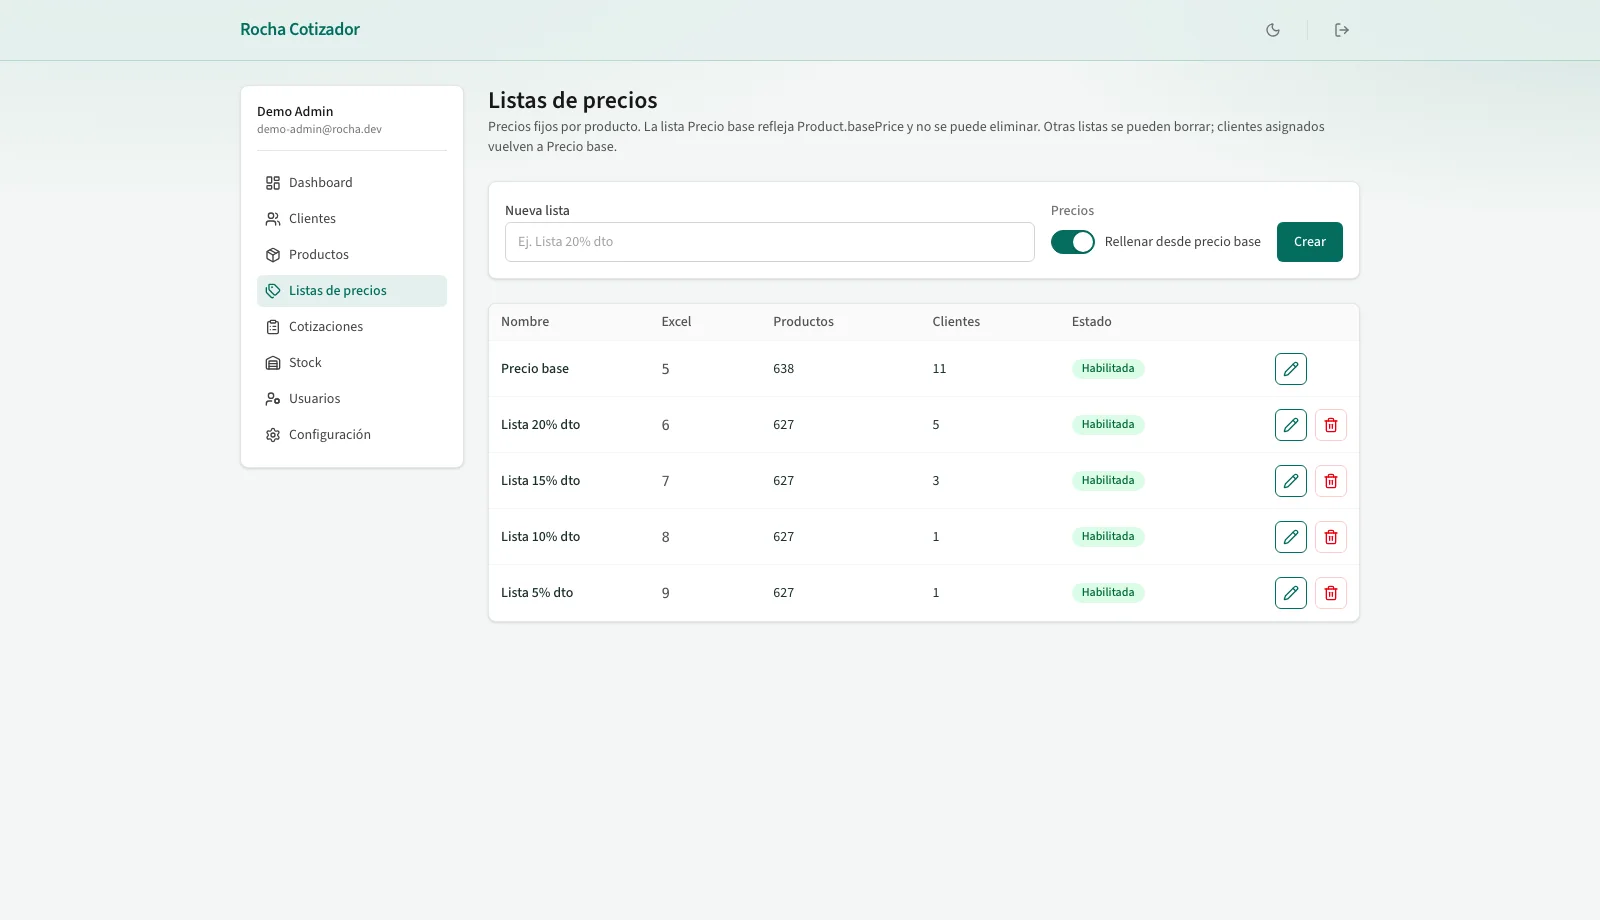 Rocha Cotizador
Demo Admin
demo-admin@rocha.dev
Dashboard
Clientes
Productos
Listas de precios
Cotizaciones
Stock
Usuarios
Configuración
Listas de precios
Precios fijos por producto. La lista Precio base refleja Product.basePrice y no se puede eliminar. Otras listas se pueden borrar; clientes asignados
vuelven a Precio base.
Nueva lista
Ej. Lista 20% dto
Precios
Rellenar desde precio base
Crear
Nombre Excel Productos Clientes Estado
Precio base 5 638 11 Habilitada
Lista 20% dto 6 627 5 Habilitada
Lista 15% dto 7 627 3 Habilitada
Lista 10% dto 8 627 1 Habilitada
Lista 5% dto 9 627 1 Habilitada